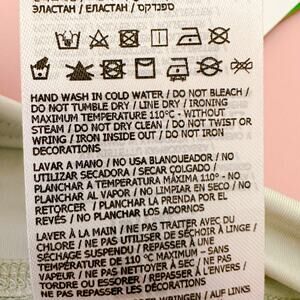 ЭЛАСТАН / ЕЛАСТАН /
ספנדקס
HAND WASH IN COLD WATER / DO NOT BLEACH /
DO NOT TUMBLE DRY / LINE DRY / IRONING
MAXIMUM TEMPERATURE 110°C - WITHOUT
STEAM / DO NOT DRY CLEAN / DO NOT TWIST OR
WRING / IRON INSIDE OUT / DO NOT IRON
DECORATIONS
LAVAR A MANO / NO USA BLANQUEADOR / NO
UTILIZAR SECADORA / SECAR COLGADO /
PLANCHAR A TEMPERATURA MÁXIMA 110° - NO
PLANCHAR AL VAPOR / NO LIMPIAR EN SECO / NO
RETORCER / PLANCHAR LA PRENDA POR EL
REVÉS / NO PLANCHAR LOS ADORNOS
LAVER À LA MAIN / NE PAS TRAITER AVEC DU
CHLORE / NE PAS UTILISER DE SÉCHOIR À LINGE /
SÉCHAGE SUSPENDU / REPASSER À UNE
TEMPÉRATURE DE 110 °C MAXIMUM – SANS
VAPEUR / NE PAS NETTOYER À SEC / NE PAS
TORDRE OU ESSORER / REPASSER À L'ENVERS /
NE PAS REPASSER LES DÉCORATIONS
WRINGEN / AUF LINKS